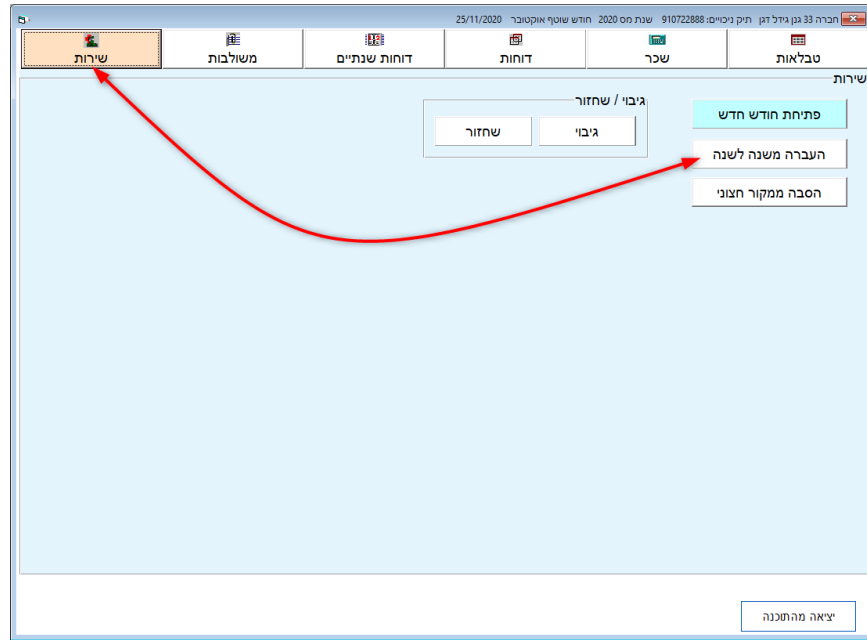 חברה 33 גנן גידל דגן תיק ניכויים: 910722888 שנת מס 2020 חודש שוטף אוקטובר 25/11/2020
טבלאות
שכר
דוחות
דוחות שנתיים
משולבות
שירות
שירות
פתיחת חודש חדש
העברה משנה לשנה
הסבה ממקור חצוני
גיבוי / שחזור
גיבוי
שחזור
יציאה מהתוכנה